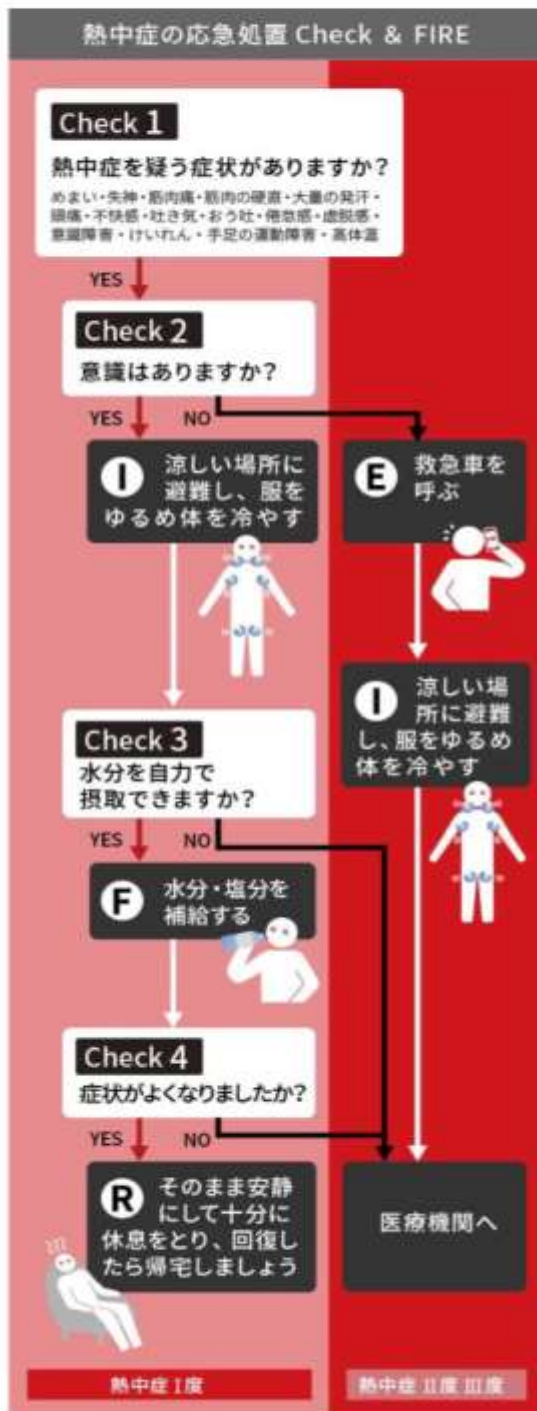 熱中症の応急処置 Check & FIRE
Check 1
熱中症を疑う症状がありますか?
めまい・失神・筋肉痛・筋肉の硬直・大量の発汗・
頭痛・不快感・吐き気・おう吐・倦怠感・虚脱感・
意識障害・けいれん・手足の運動障害・高体温
YES
Check 2
意識はありますか?
YES NO
I 涼しい場所に
避難し、服を
ゆるめ体を冷やす
E 救急車を
呼ぶ
I 涼しい場
所に避難
し、服をゆるめ
体を冷やす
Check 3
水分を自力で
摂取できますか?
YES NO
F 水分・塩分を
補給する
Check 4
症状がよくなりましたか?
YES NO
R そのまま安静
にして十分に
休息をとり、回復し
たら帰宅しましょう
医療機関へ
熱中症 I度
熱中症 II度 III度